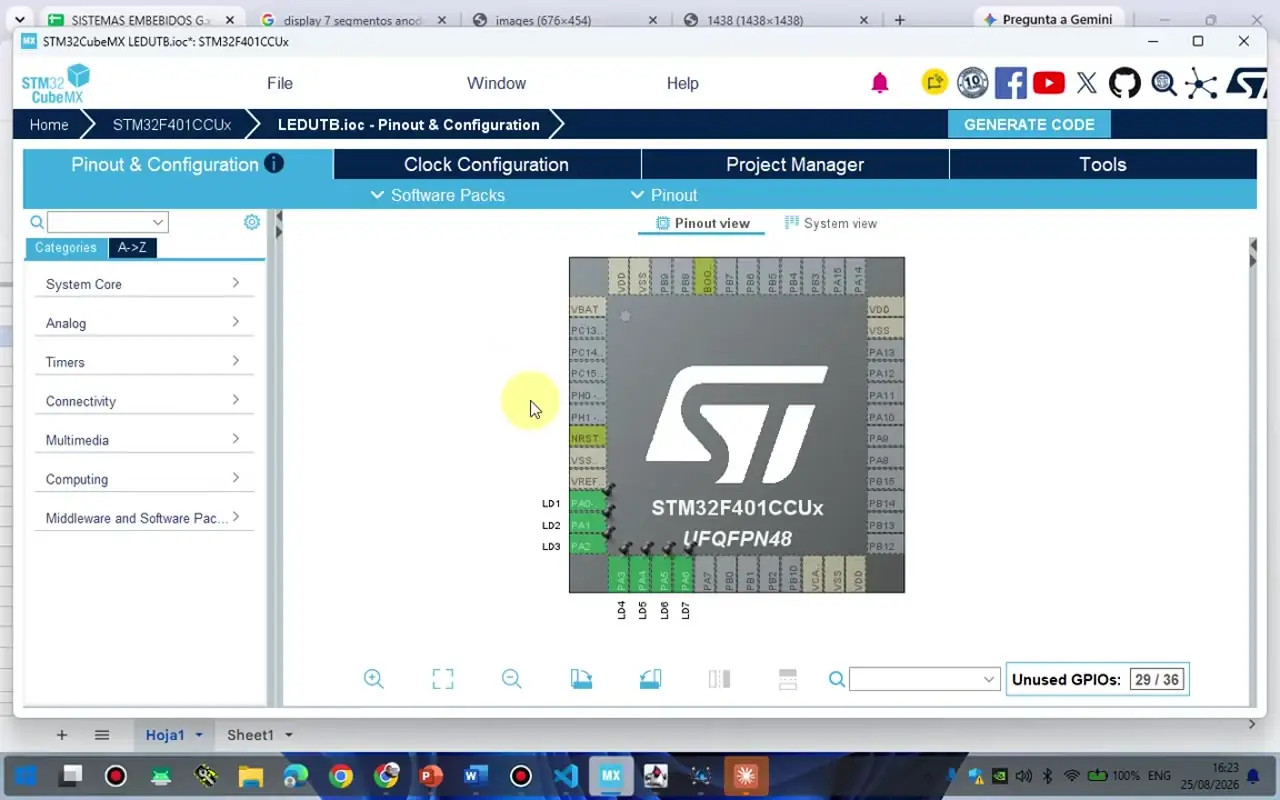 SISTEMAS EMBEBIDOS G.x
display 7 segmentos anod
images (676×454)
1438 (1438×1438)
Pregunta a Gemini
MX STM32CubeMX LEDUTB.ioc*: STM32F401CCUx
STM32
CubeMX
File
Window
Help
10
Home
STM32F401CCUx
LEDUTB.ioc - Pinout & Configuration
GENERATE CODE
Pinout & Configuration
Clock Configuration
Project Manager
Tools
Software Packs
Pinout
Pinout view
System view
Categories
A->Z
System Core
Analog
Timers
Connectivity
Multimedia
Computing
Middleware and Software Pac...
VDD
VSS
PB9
PB8
BOO..
PB7
PB6
PB5
PB4
PB3
PA15
PA14
VBAT
PC13..
PC14..
PC15..
PH0 -..
PH1 -..
NRST
VSS..
VREF..
LD1 PA0-..
LD2 PA1
LD3 PA2
VDD
VSS
PA13
PA12
PA11
PA10
PA9
PA8
PB15
PB14
PB13
PB12
ST
STM32F401CCUx
UFQFPN48
PA3
PA4
PA5
PA6
PA7
PB0
PB1
PB2
PB10
VCA..
VSS
VDD
LD4
LD5
LD6
LD7
Unused GPIOs: 29 / 36
Hoja1
Sheet1
MX
100%
ENG
16:23
25/08/2026